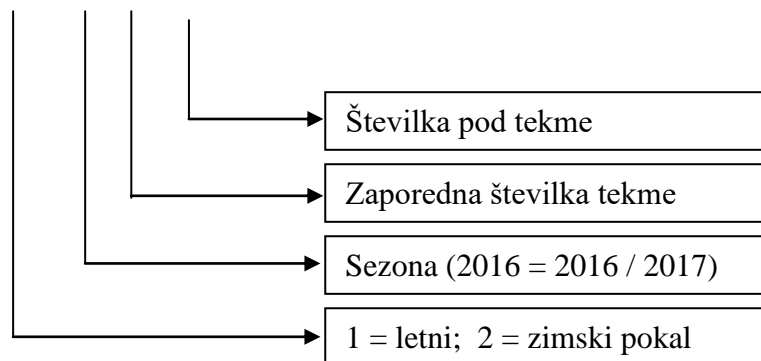 Številka pod tekme
Zaporedna številka tekme
Sezona (2016 = 2016 / 2017)
1 = letni; 2 = zimski pokal